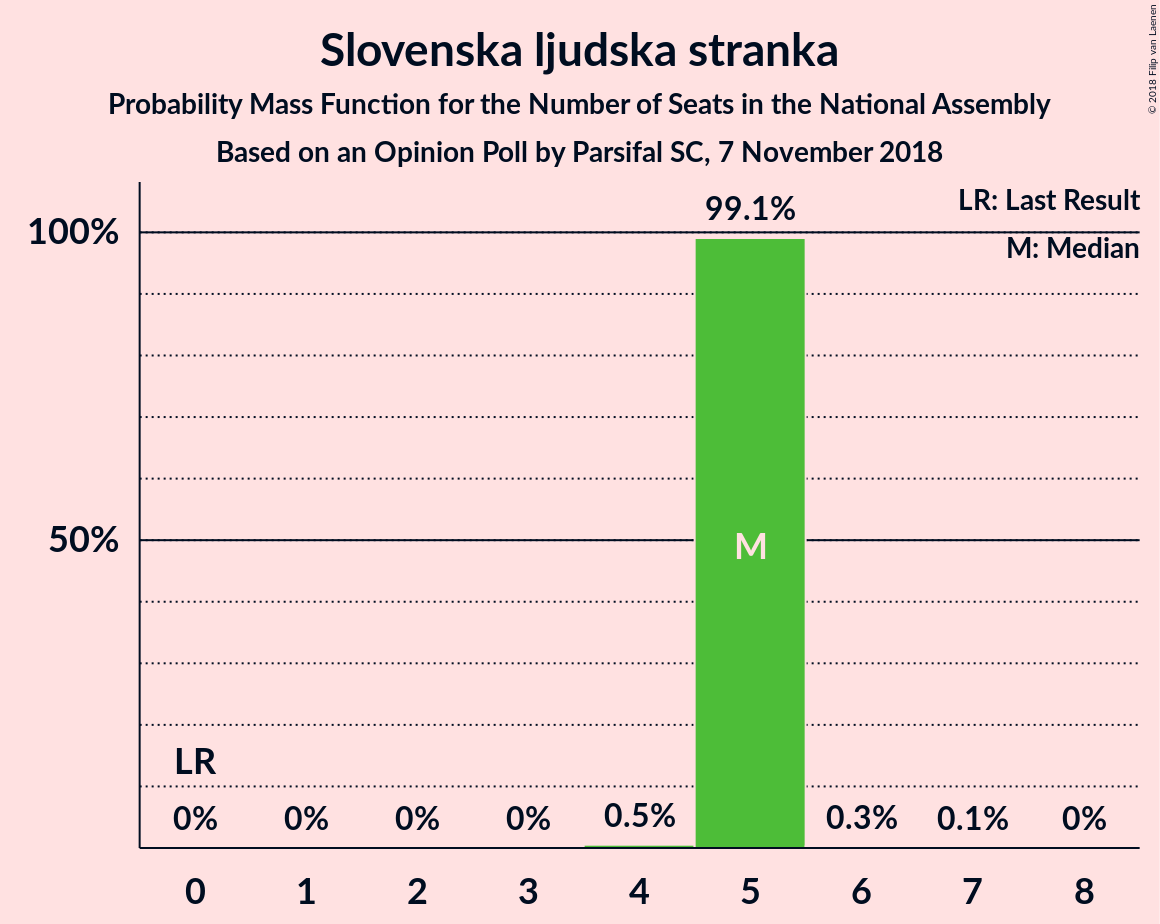 Slovenska ljudska stranka
Probability Mass Function for the Number of Seats in the National Assembly
Based on an Opinion Poll by Parsifal SC, 7 November 2018
© 2018 Filip van Laenen
LR: Last Result
M: Median
99.1%
100%
50%
M
LR
0% 0% 0% 0% 0.5% 0.3% 0.1% 0%
0 1 2 3 4 5 6 7 8